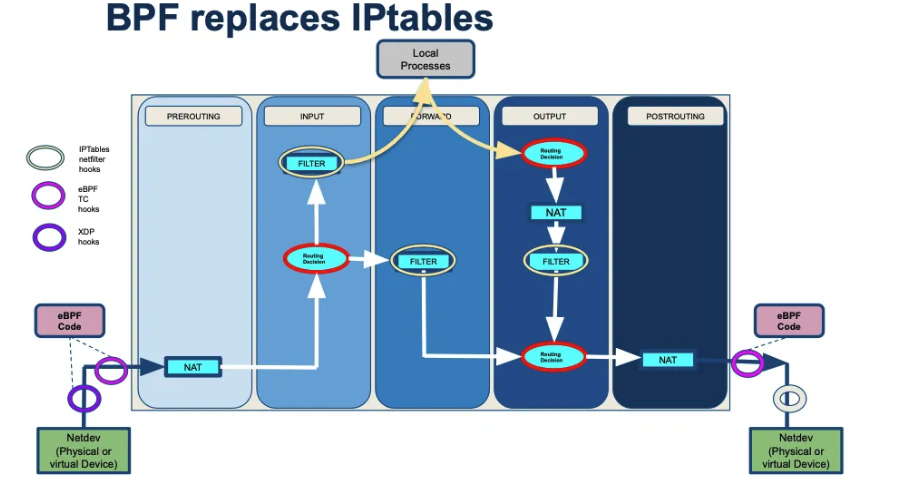 BPF replaces IPtables
Local
Processes
PREROUTING
INPUT
FORWARD
OUTPUT
POSTROUTING
IPTables
netfilter
hooks
eBPF
TC
hooks
XDP
hooks
FILTER
Routing
Decision
NAT
Routing
Decision
FILTER
FILTER
eBPF
Code
eBPF
Code
NAT
Routing
Decision
NAT
Netdev
(Physical or
virtual Device)
Netdev
(Physical or
virtual Device)